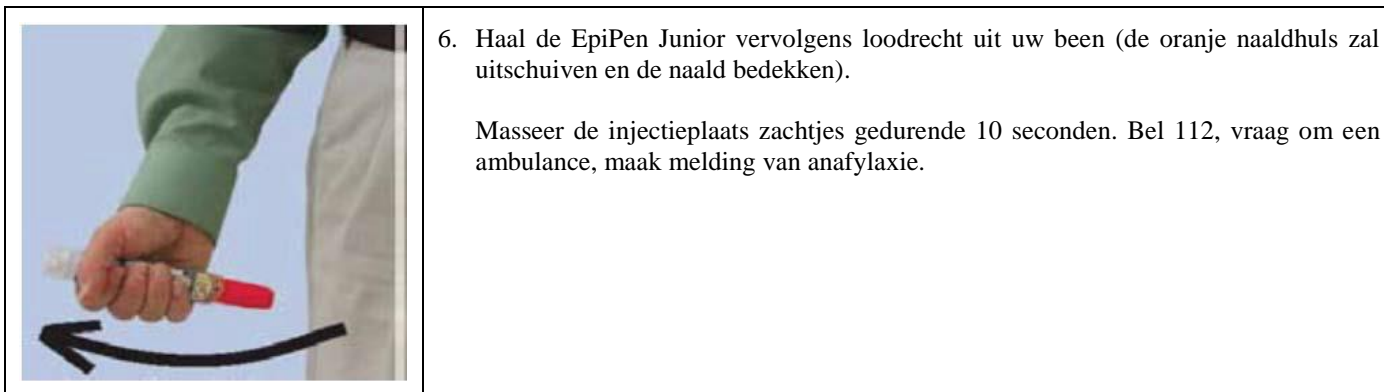 6. Haal de EpiPen Junior vervolgens loodrecht uit uw been (de oranje naaldhuls zal
uitschuiven en de naald bedekken).
Masseer de injectieplaats zachtjes gedurende 10 seconden. Bel 112, vraag om een
ambulance, maak melding van anafylaxie.